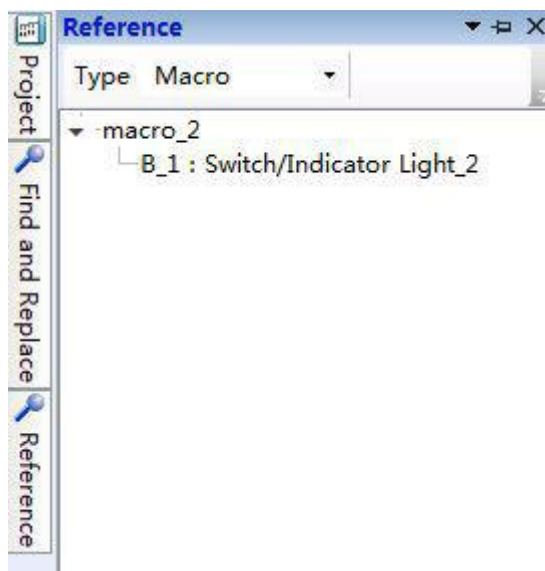 Reference
Type Macro
macro_2
B_1 : Switch/Indicator Light_2
Project
Find and Replace
Reference